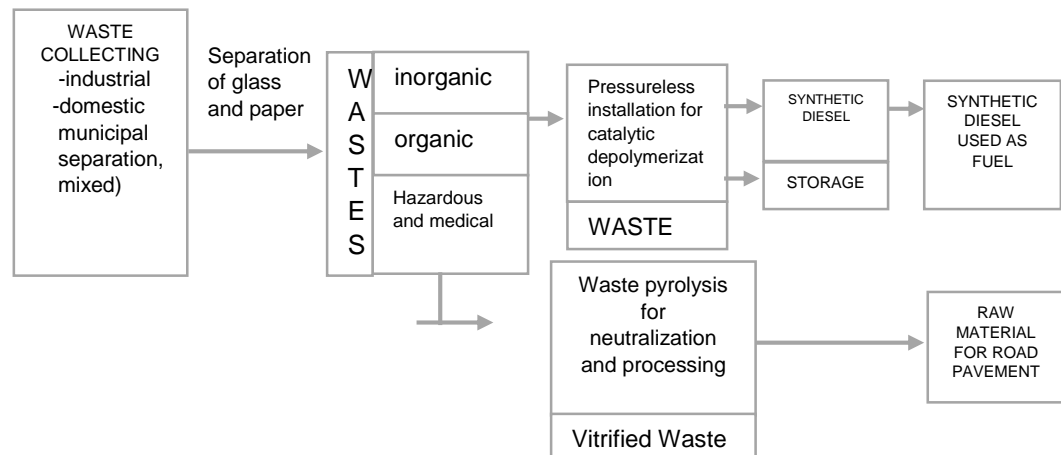 WASTE
COLLECTING
-industrial
-domestic
municipal
separation,
mixed)
Separation
of glass
and paper
W
A
S
T
E
S
inorganic
organic
Hazardous
and medical
Pressureless
installation for
catalytic
depolymerizat
ion
WASTE
SYNTHETIC
DIESEL
STORAGE
SYNTHETIC
DIESEL
USED AS
FUEL
Waste pyrolysis
for
neutralization
and processing
Vitrified Waste
RAW
MATERIAL
FOR ROAD
PAVEMENT